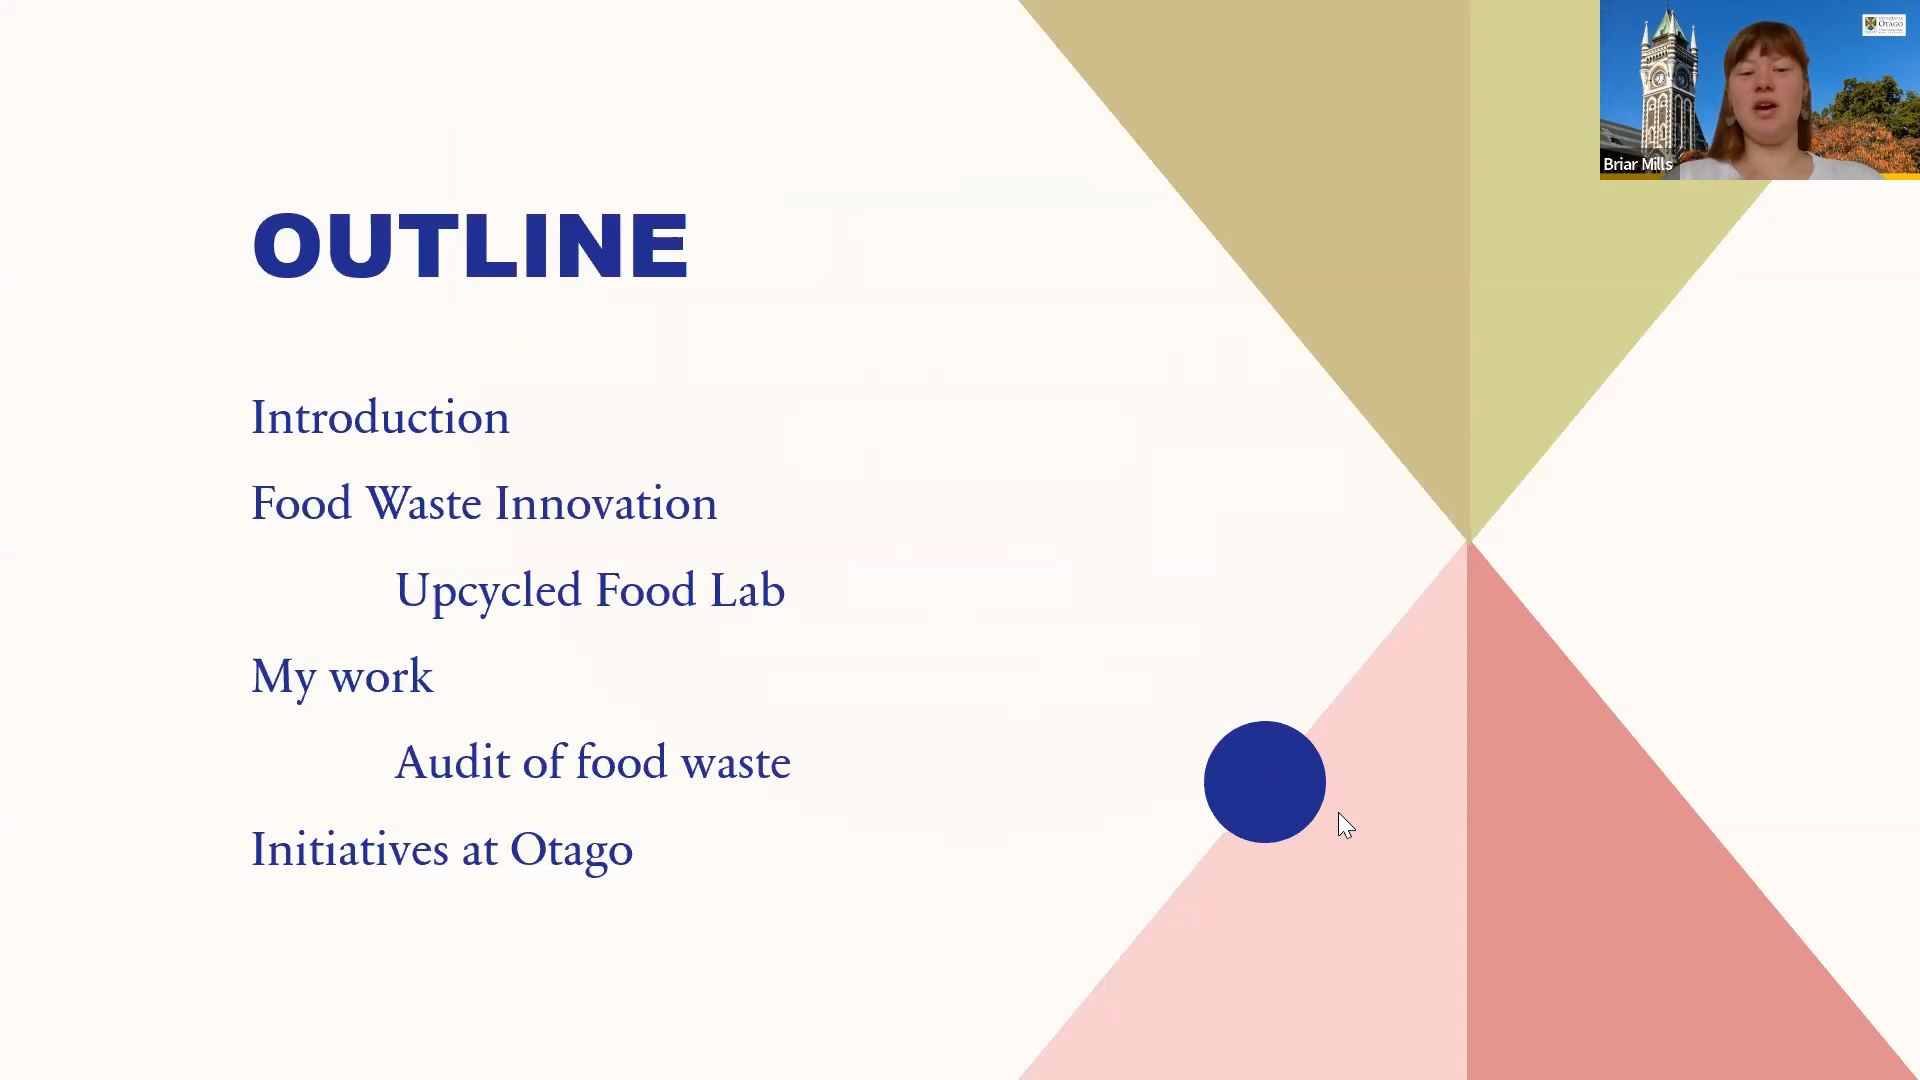 OUTLINE
Introduction
Food Waste Innovation
Upcycled Food Lab
My work
Audit of food waste
Initiatives at Otago
Briar Mills
OTAGO